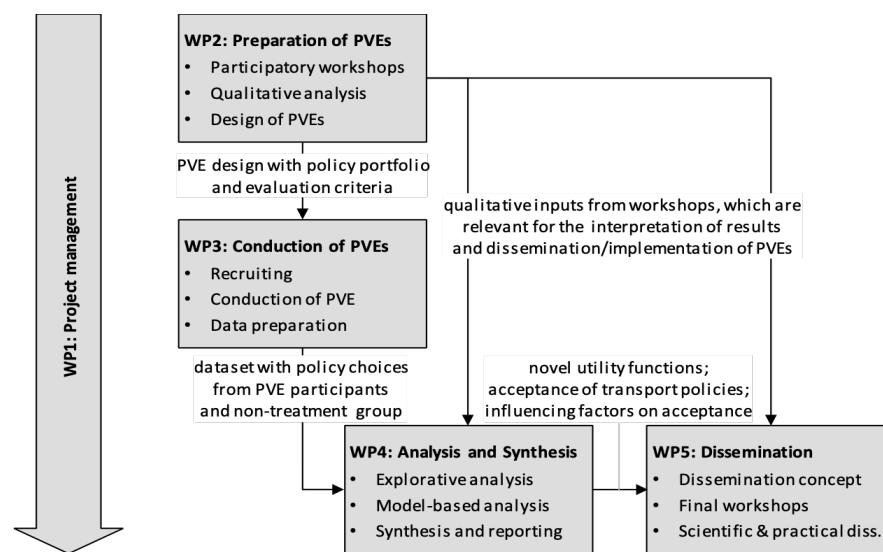 WP1: Project management
WP2: Preparation of PVEs
• Participatory workshops
• Qualitative analysis
• Design of PVEs
PVE design with policy portfolio
and evaluation criteria
qualitative inputs from workshops, which are
relevant for the interpretation of results
and dissemination/implementation of PVEs
WP3: Conduction of PVEs
• Recruiting
• Conduction of PVE
• Data preparation
dataset with policy choices
from PVE participants
and non-treatment group
novel utility functions;
acceptance of transport policies;
influencing factors on acceptance
WP4: Analysis and Synthesis
• Explorative analysis
• Model-based analysis
• Synthesis and reporting
WP5: Dissemination
• Dissemination concept
• Final workshops
• Scientific & practical diss.